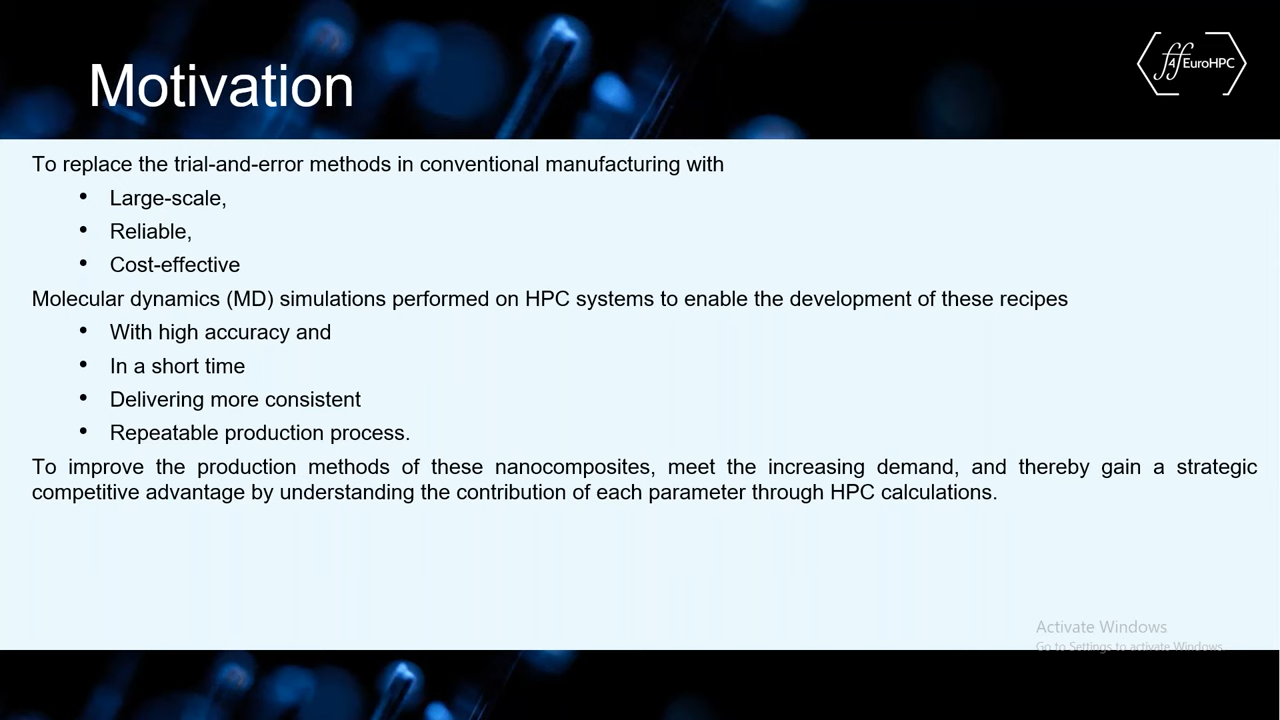 Motivation
ff4EuroHPC
To replace the trial-and-error methods in conventional manufacturing with
• Large-scale,
• Reliable,
• Cost-effective
Molecular dynamics (MD) simulations performed on HPC systems to enable the development of these recipes
• With high accuracy and
• In a short time
• Delivering more consistent
• Repeatable production process.
To improve the production methods of these nanocomposites, meet the increasing demand, and thereby gain a strategic
competitive advantage by understanding the contribution of each parameter through HPC calculations.
Activate Windows
Go to Settings to activate Windows.